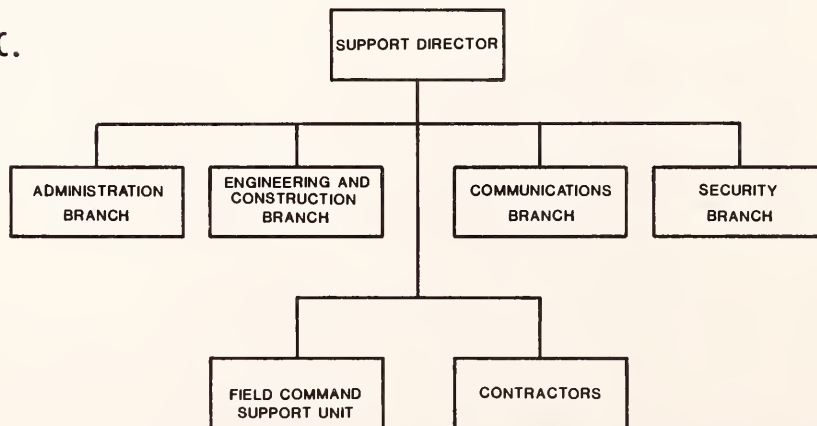 SUPPORT DIRECTOR
ADMINISTRATION
BRANCH
ENGINEERING AND
CONSTRUCTION
BRANCH
COMMUNICATIONS
BRANCH
SECURITY
BRANCH
FIELD COMMAND
SUPPORT UNIT
CONTRACTORS